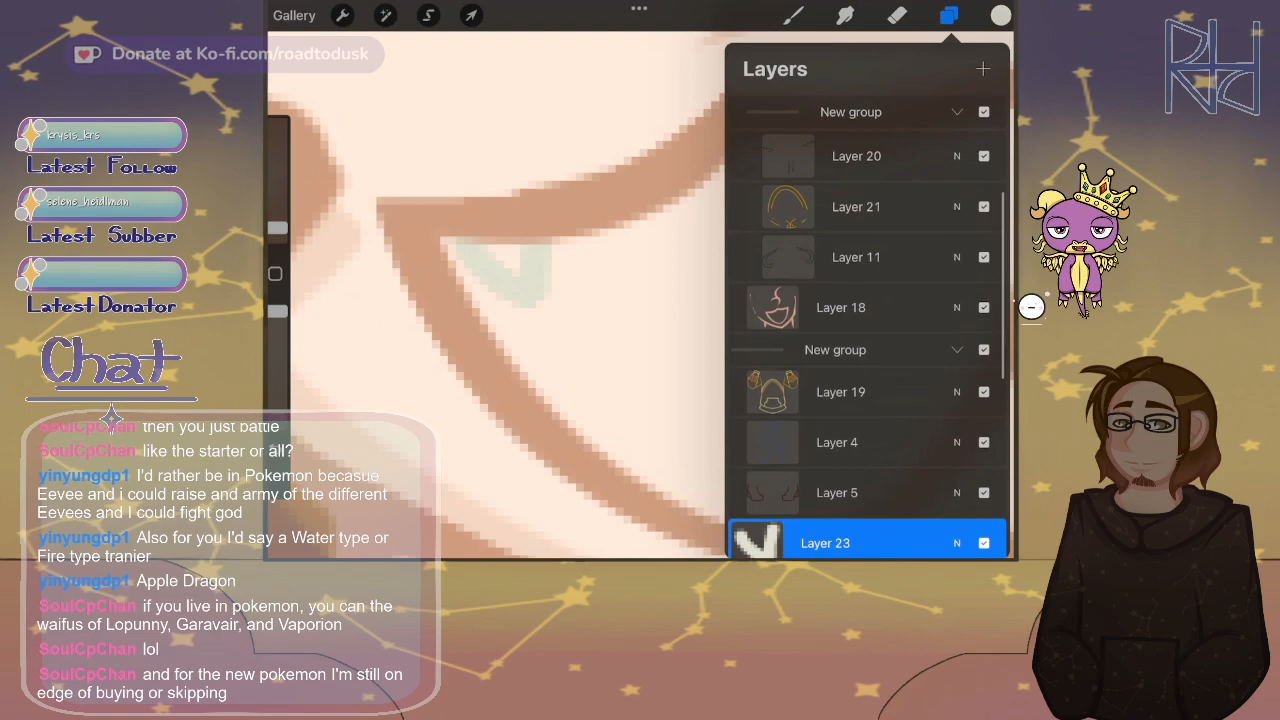 Gallery
Donate at Ko-fi.com/roadtodusk
Layers
New group
Layer 20 N
Layer 21 N
Layer 11 N
Layer 18 N
New group
Layer 19 N
Layer 4 N
Layer 5 N
Layer 23 N
krysis_krs
Latest Follow
selene_heidlman
Latest Subber
Latest Donator
Chat
SoulCpChan then you just battle
SoulCpChan like the starter or all?
yinyungdp1 I'd rather be in Pokemon becasue
Eevee and i could raise and army of the different
Eevees and I could fight god
yinyungdp1 Also for you I'd say a Water type or
Fire type tranier
yinyungdp1 Apple Dragon
SoulCpChan if you live in pokemon, you can the
waifus of Lopunny, Garavair, and Vaporion
SoulCpChan lol
SoulCpChan and for the new pokemon I'm still on
edge of buying or skipping